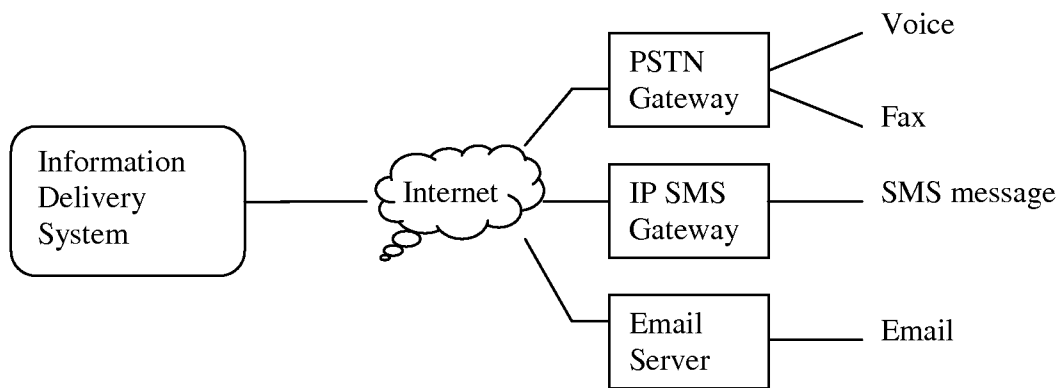 Information
Delivery
System
Internet
PSTN
Gateway
Voice
Fax
IP SMS
Gateway
SMS message
Email
Server
Email